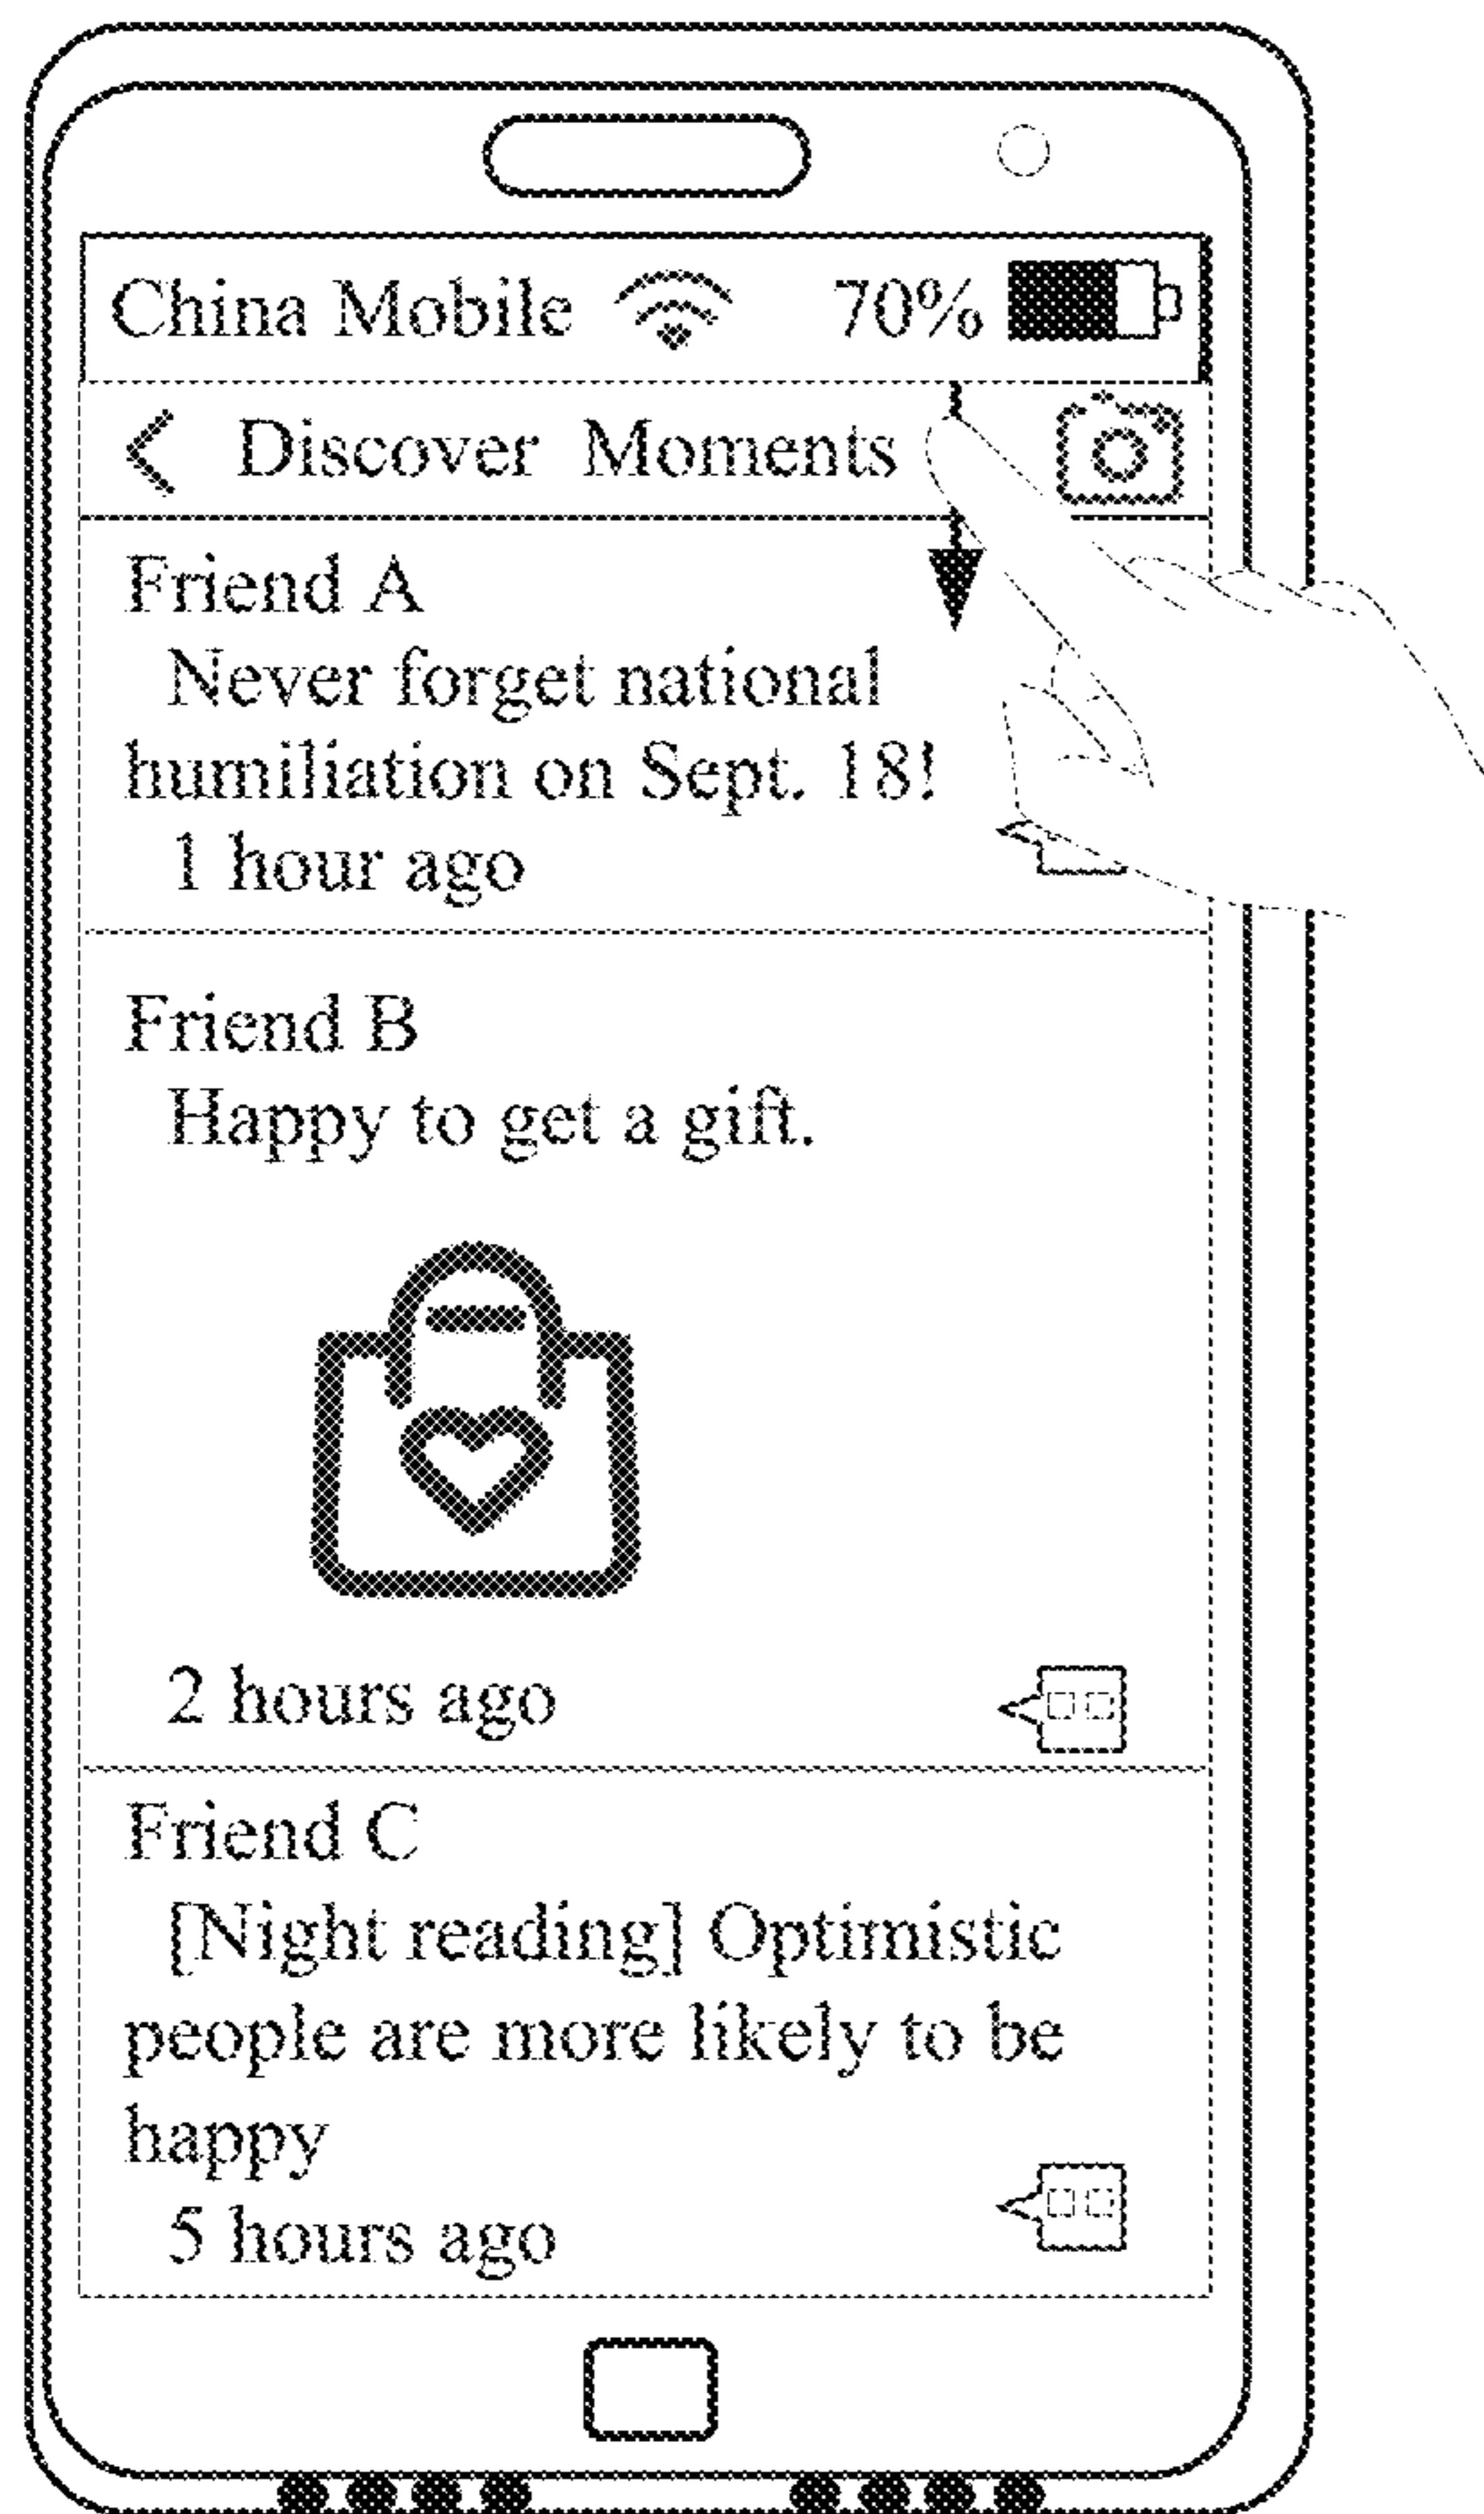 China Mobile 70%
Discover Moments
Friend A
Never forget national
humiliation on Sept. 18!
1 hour ago
Friend B
Happy to get a gift.
2 hours ago
Friend C
[Night reading] Optimistic
people are more likely to be
happy
5 hours ago